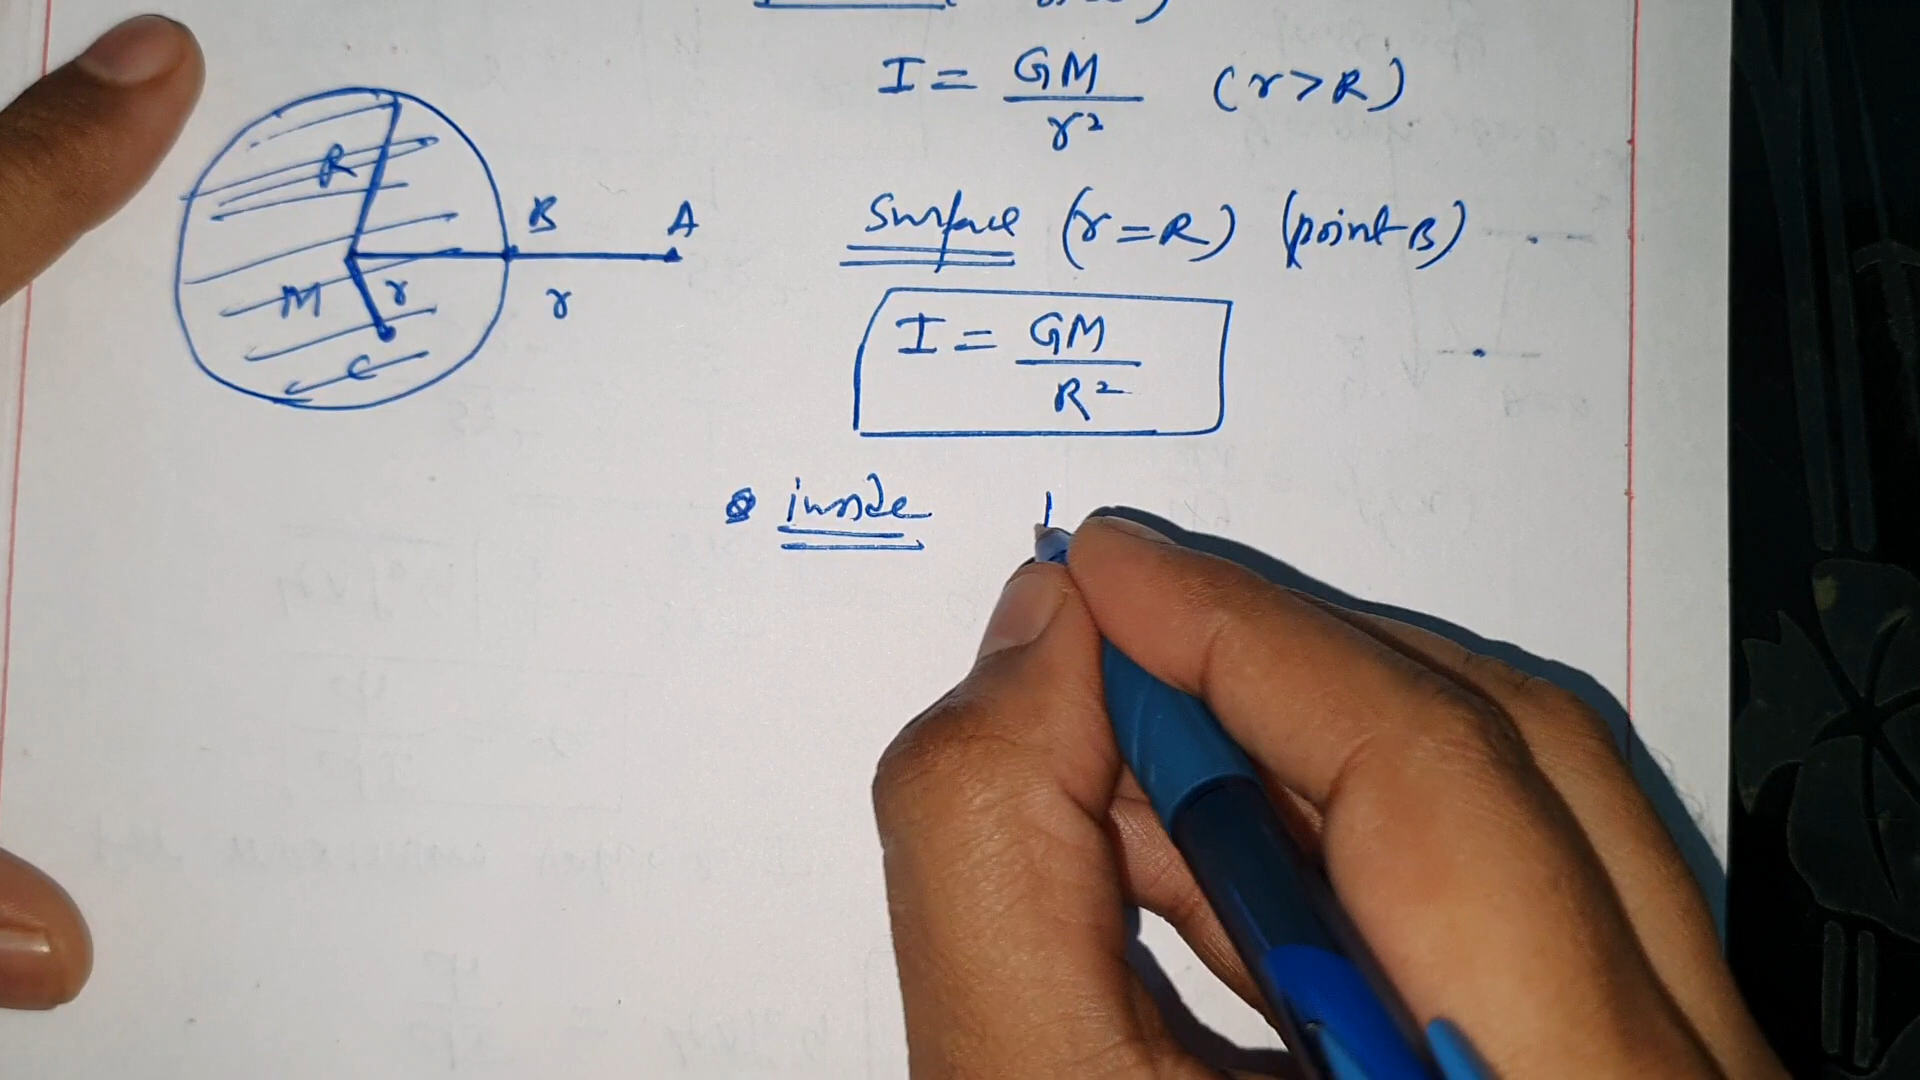 I = GM/r² (r>R)
R
B A
Surface (r=R) (point B)
M r r
I = GM/R²
C
inside